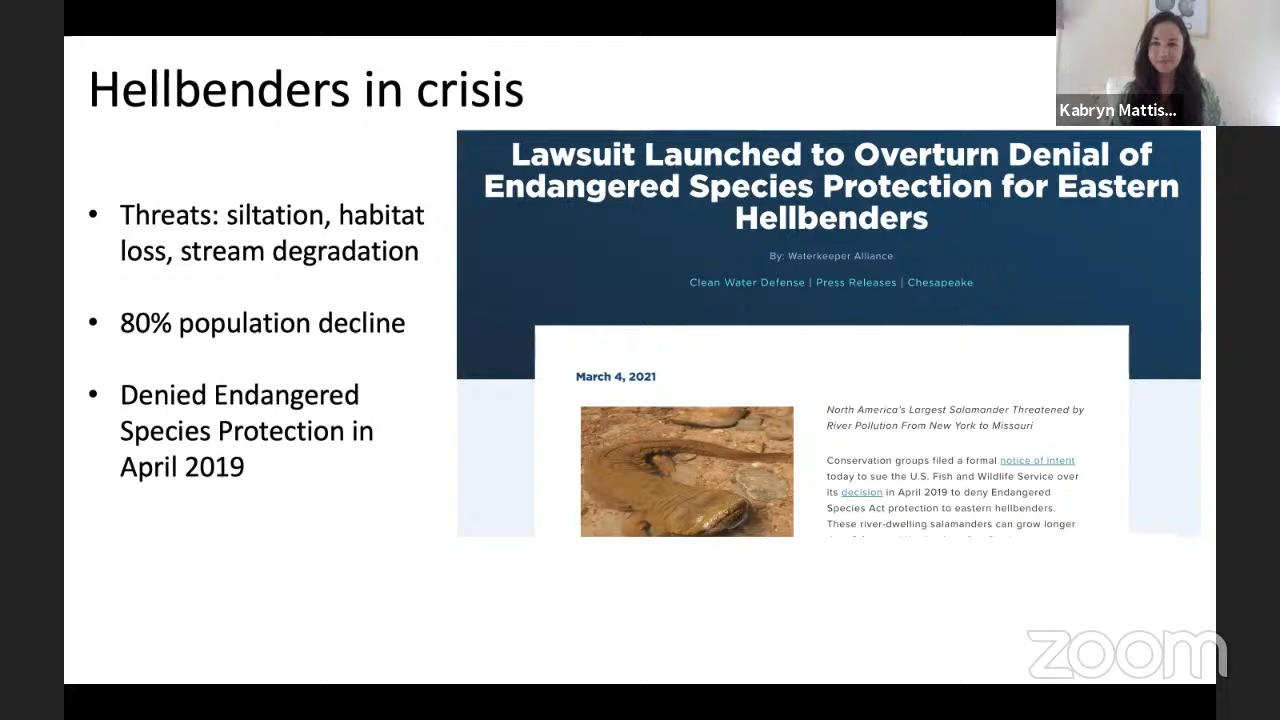 Hellbenders in crisis
Kabryn Mattis...
• Threats: siltation, habitat
loss, stream degradation
• 80% population decline
• Denied Endangered
Species Protection in
April 2019
Lawsuit Launched to Overturn Denial of
Endangered Species Protection for Eastern
Hellbenders
By: Waterkeeper Alliance
Clean Water Defense | Press Releases | Chesapeake
March 4, 2021
North America's Largest Salamander Threatened by
River Pollution From New York to Missouri
Conservation groups filed a formal notice of intent
today to sue the U.S. Fish and Wildlife Service over
its decision in April 2019 to deny Endangered
Species Act protection to eastern hellbenders.
These river-dwelling salamanders can grow longer
zoom